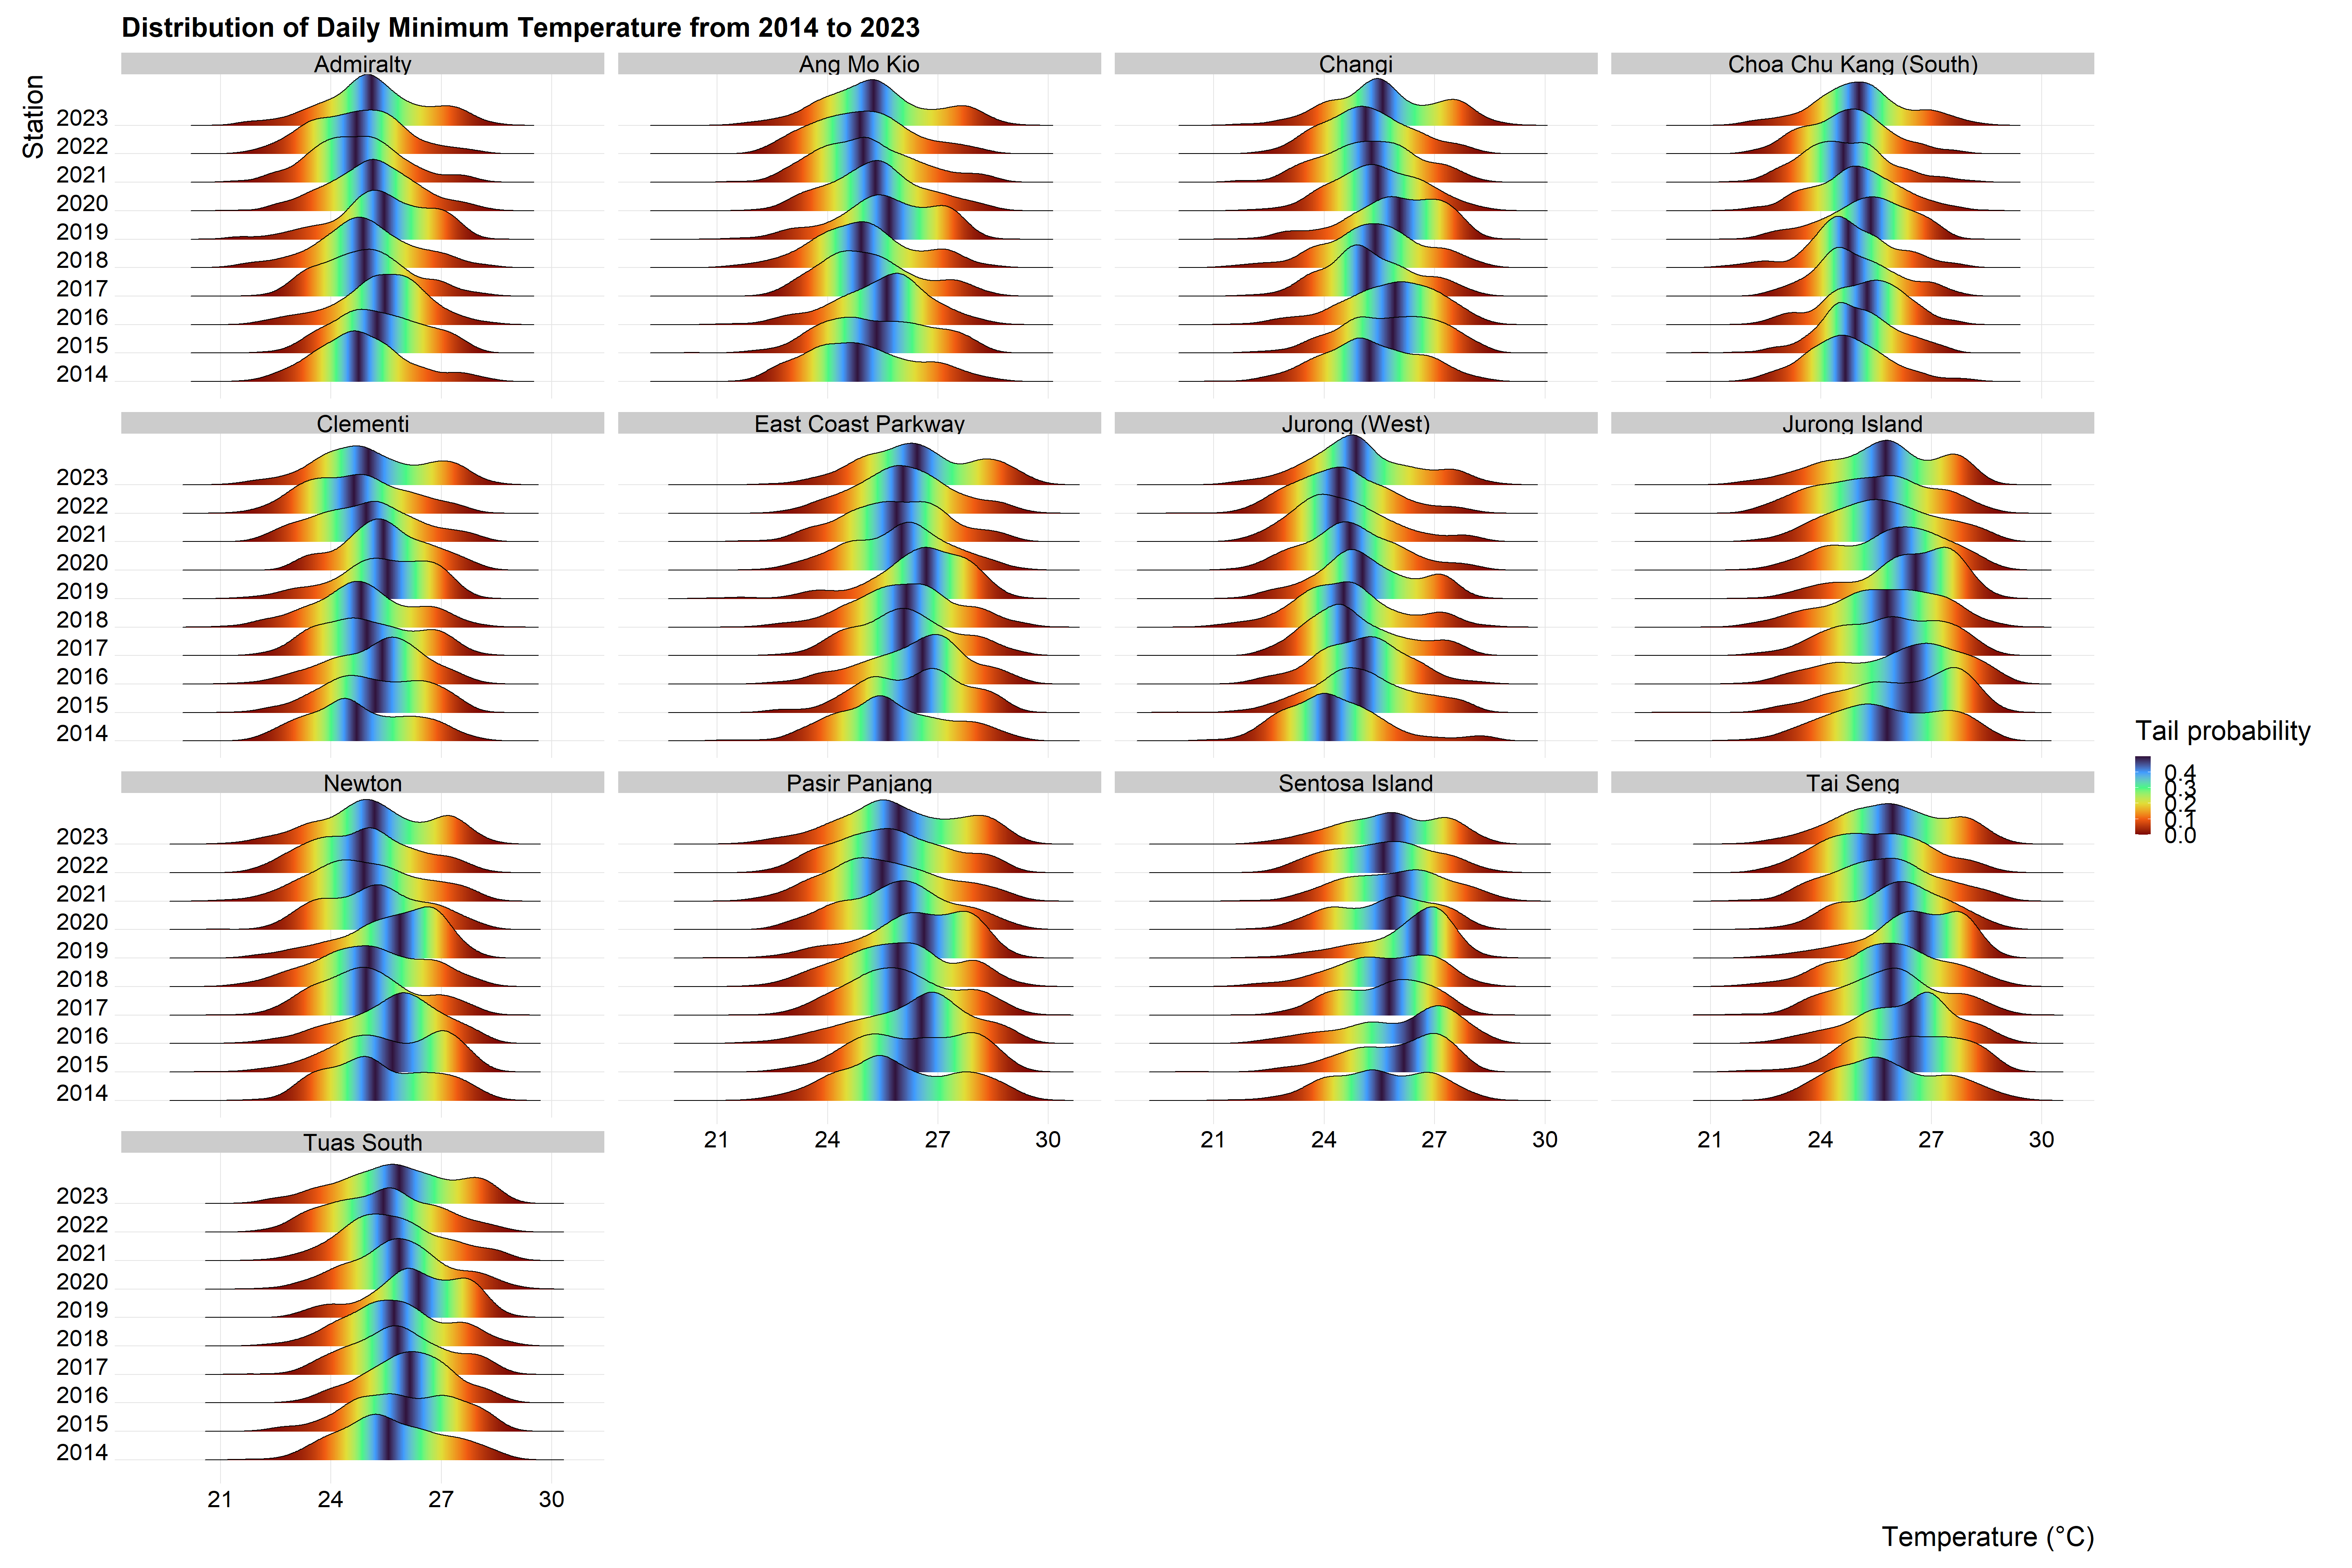 Distribution of Daily Minimum Temperature from 2014 to 2023
Station
Admiralty
Ang Mo Kio
Changi
Choa Chu Kang (South)
2023
2022
2021
2020
2019
2018
2017
2016
2015
2014
Clementi
East Coast Parkway
Jurong (West)
Jurong Island
2023
2022
2021
2020
2019
2018
2017
2016
2015
2014
Newton
Pasir Panjang
Sentosa Island
Tai Seng
2023
2022
2021
2020
2019
2018
2017
2016
2015
2014
21 24 27 30
21 24 27 30
21 24 27 30
Tuas South
2023
2022
2021
2020
2019
2018
2017
2016
2015
2014
21 24 27 30
Temperature (°C)
Tail probability
0.4
0.3
0.2
0.1
0.0